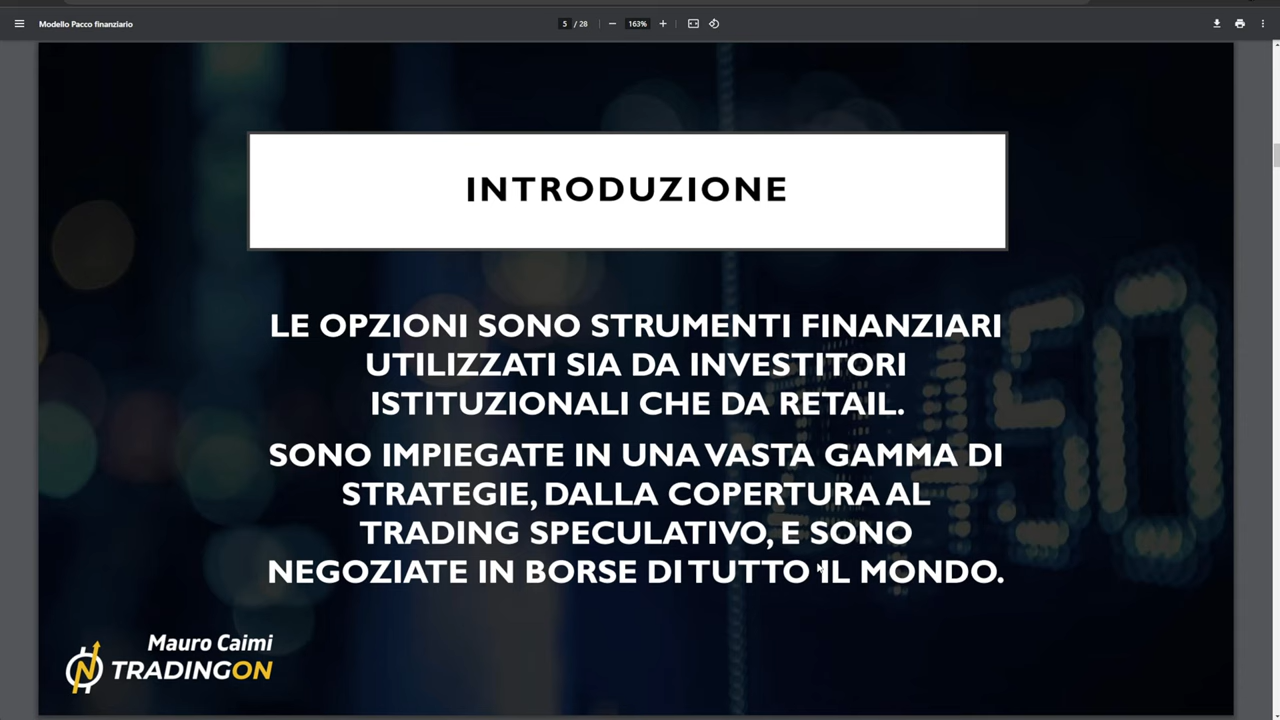 Modello Pacco finanziario
5 / 28
163%
INTRODUZIONE
LE OPZIONI SONO STRUMENTI FINANZIARI
UTILIZZATI SIA DA INVESTITORI
ISTITUZIONALI CHE DA RETAIL.
SONO IMPIEGATE IN UNA VASTA GAMMA DI
STRATEGIE, DALLA COPERTURA AL
TRADING SPECULATIVO, E SONO
NEGOZIATE IN BORSE DI TUTTO IL MONDO.
450
Mauro Caimi
TRADINGON